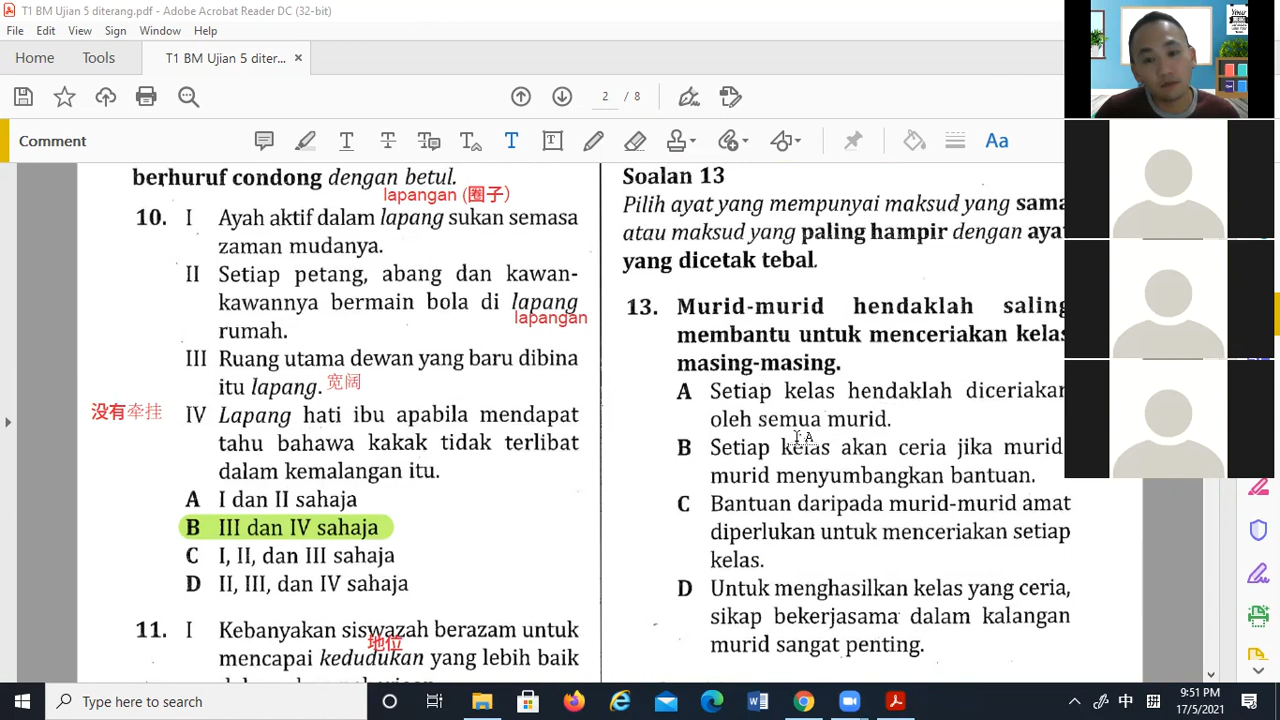 T1 BM Ujian 5 diterang.pdf - Adobe Acrobat Reader DC (32-bit)
File Edit View Sign Window Help
Home Tools T1 BM Ujian 5 diter... ×
2 / 8
Comment
berhuruf condong dengan betul.
lapangan (圈子)
10. I Ayah aktif dalam lapang sukan semasa
zaman mudanya.
II Setiap petang, abang dan kawan-
kawannya bermain bola di lapang
lapangan
rumah.
III Ruang utama dewan yang baru dibina
itu lapang. 宽阔
没有牵挂
IV Lapang hati ibu apabila mendapat
tahu bahawa kakak tidak terlibat
dalam kemalangan itu.
A I dan II sahaja
B III dan IV sahaja
C I, II, dan III sahaja
D II, III, dan IV sahaja
11. I Kebanyakan siswazah berazam untuk
地位
mencapai kedudukan yang lebih baik
Soalan 13
Pilih ayat yang mempunyai maksud yang sama
atau maksud yang paling hampir dengan ayat
yang dicetak tebal.
13. Murid-murid hendaklah saling
membantu untuk menceriakan kelas
masing-masing.
A Setiap kelas hendaklah diceriakan
oleh semua murid.
B Setiap kelas akan ceria jika murid
murid menyumbangkan bantuan.
C Bantuan daripada murid-murid amat
diperlukan untuk menceriakan setiap
kelas.
D Untuk menghasilkan kelas yang ceria,
sikap bekerjasama dalam kalangan
murid sangat penting.
Type here to search
中 拼
9:51 PM
17/5/2021